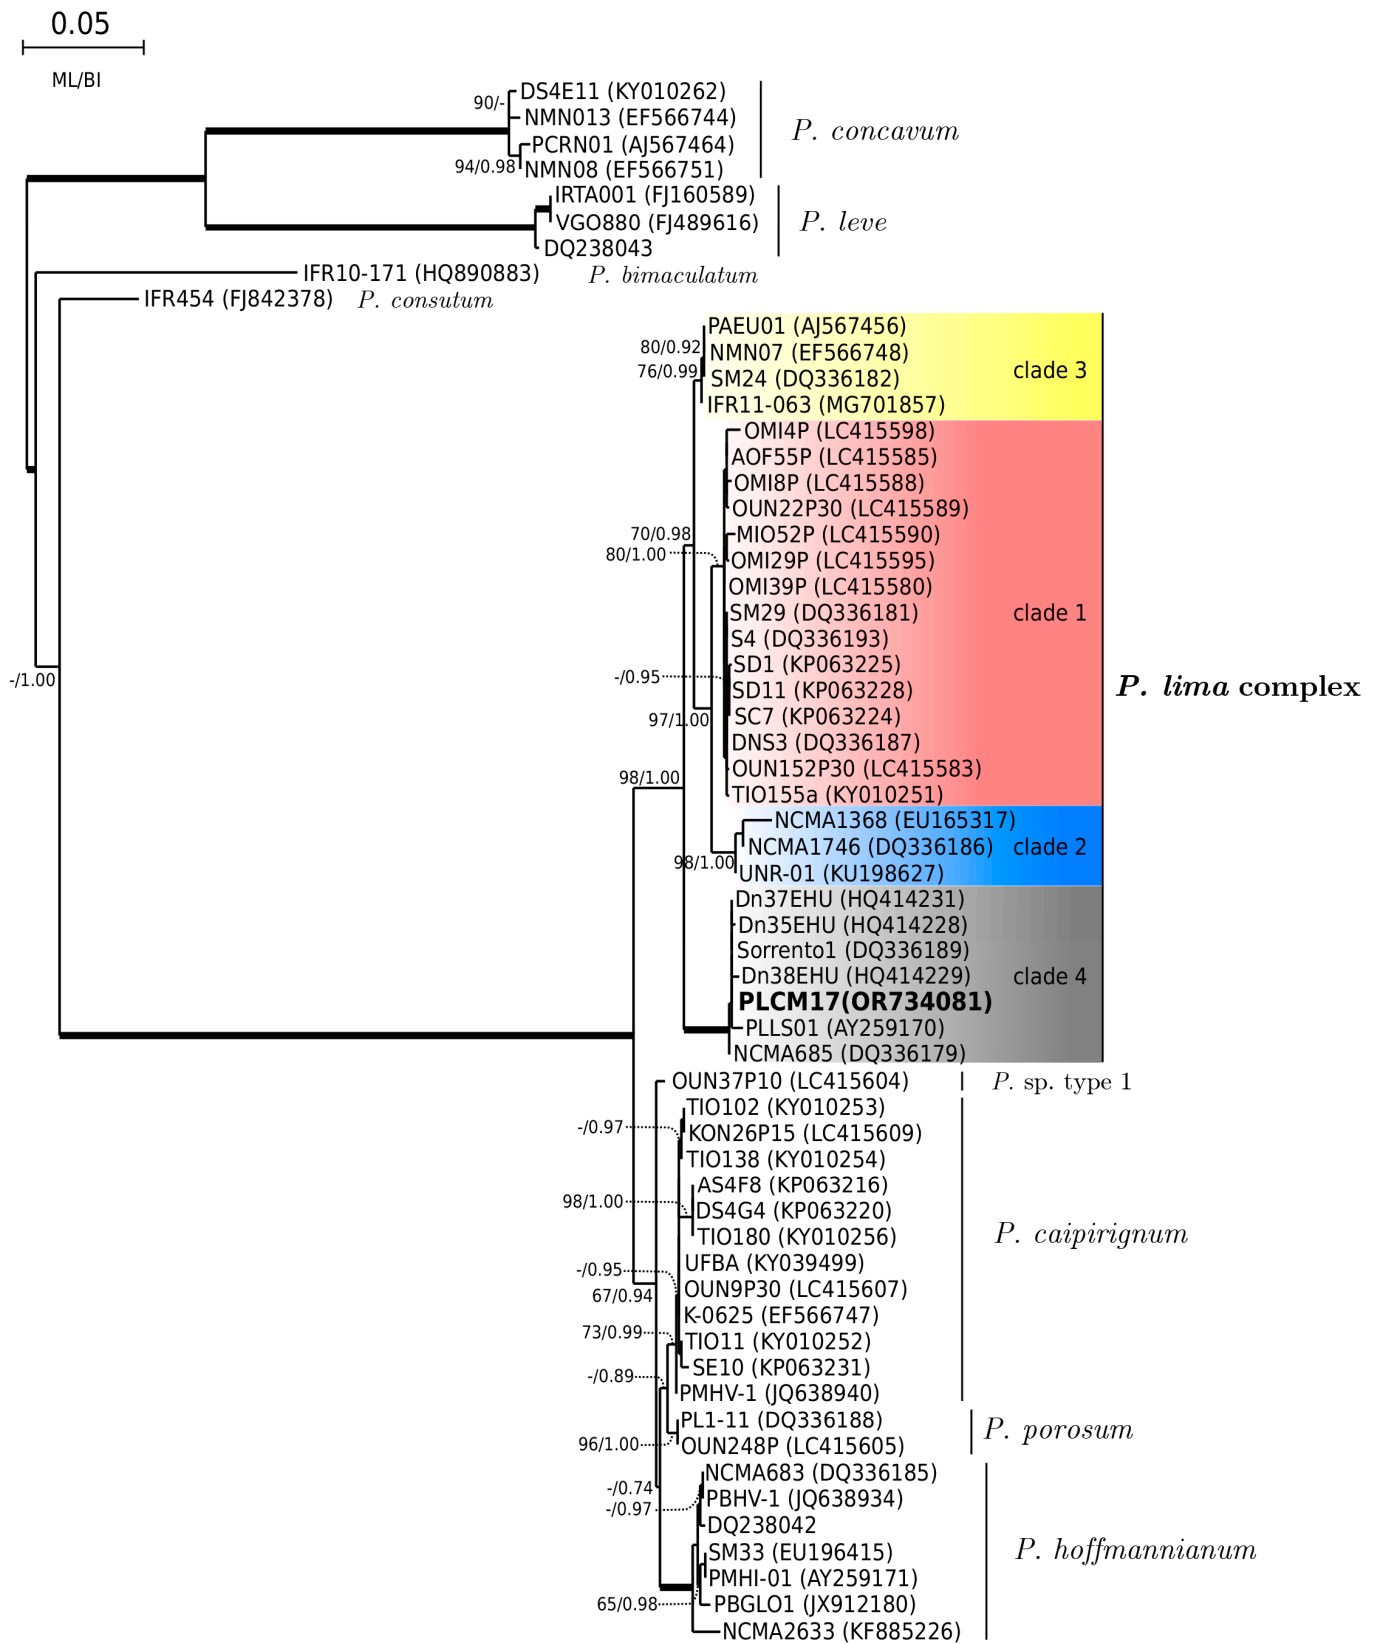 0.05
ML/BI
DS4E11 (KY010262)
90/-
NMN013 (EF566744)
P. concavum
PCRN01 (AJ567464)
94/0.98
NMN08 (EF566751)
IRTA001 (FJ160589)
VGO880 (FJ489616)
P. leve
DQ238043
IFR10-171 (HQ890883)
P. bimaculatum
IFR454 (FJ842378)
P. consutum
PAEU01 (AJ567456)
80/0.92
NMN07 (EF566748)
76/0.99
clade 3
SM24 (DQ336182)
IFR11-063 (MG701857)
OMI4P (LC415598)
AOF55P (LC415585)
OMI8P (LC415588)
OUN22P30 (LC415589)
70/0.98
MIO52P (LC415590)
80/1.00
OMI29P (LC415595)
OMI39P (LC415580)
SM29 (DQ336181)
clade 1
S4 (DQ336193)
SD1 (KP063225)
-/0.95
-/1.00
SD11 (KP063228)
P. lima complex
SC7 (KP063224)
97/1.00
DNS3 (DQ336187)
OUN152P30 (LC415583)
98/1.00
TIO155a (KY010251)
NCMA1368 (EU165317)
NCMA1746 (DQ336186)
clade 2
98/1.00
UNR-01 (KU198627)
Dn37EHU (HQ414231)
Dn35EHU (HQ414228)
Sorrento1 (DQ336189)
Dn38EHU (HQ414229)
clade 4
PLCM17(OR734081)
PLLS01 (AY259170)
NCMA685 (DQ336179)
OUN37P10 (LC415604)
P. sp. type 1
TIO102 (KY010253)
-/0.97
KON26P15 (LC415609)
TIO138 (KY010254)
AS4F8 (KP063216)
98/1.00
DS4G4 (KP063220)
TIO180 (KY010256)
P. caipirignum
UFBA (KY039499)
-/0.95
OUN9P30 (LC415607)
67/0.94
K-0625 (EF566747)
73/0.99
TIO11 (KY010252)
SE10 (KP063231)
-/0.89
PMHV-1 (JQ638940)
PL1-11 (DQ336188)
P. porosum
96/1.00
OUN248P (LC415605)
NCMA683 (DQ336185)
-/0.74
PBHV-1 (JQ638934)
-/0.97
DQ238042
SM33 (EU196415)
P. hoffmannianum
PMHI-01 (AY259171)
65/0.98
PBGLO1 (JX912180)
NCMA2633 (KF885226)